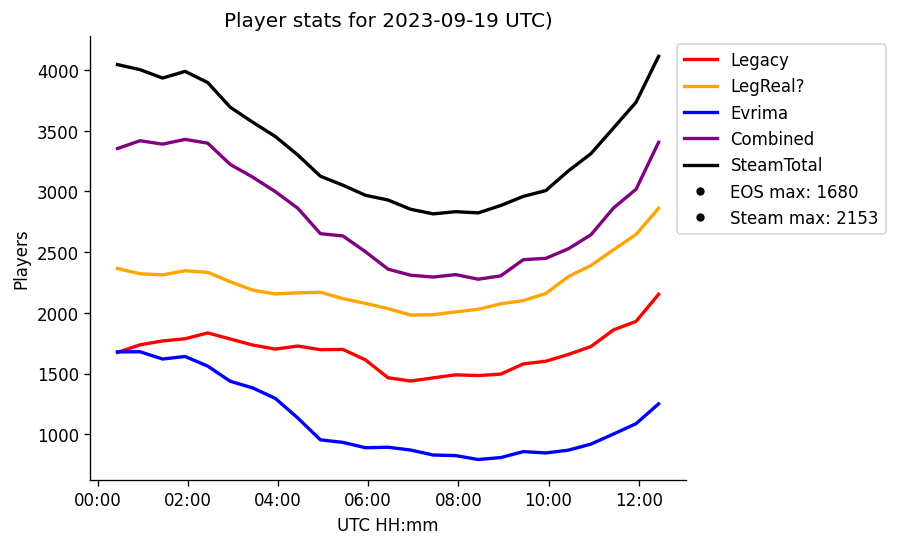 Player stats for 2023-09-19 UTC)
Legacy
LegReal?
Evrima
Combined
SteamTotal
EOS max: 1680
Steam max: 2153
Players
4000
3500
3000
2500
2000
1500
1000
00:00 02:00 04:00 06:00 08:00 10:00 12:00
UTC HH:mm